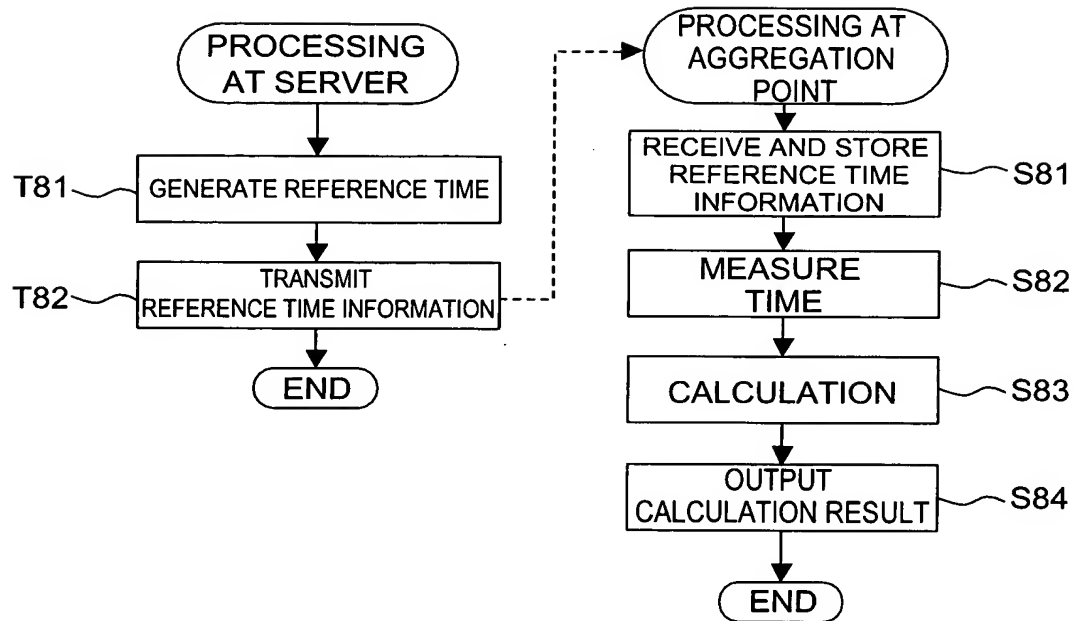 PROCESSING
AT SERVER
T81
GENERATE REFERENCE TIME
T82
TRANSMIT
REFERENCE TIME INFORMATION
END
PROCESSING AT
AGGREGATION
POINT
RECEIVE AND STORE
REFERENCE TIME
INFORMATION
S81
MEASURE
TIME
S82
CALCULATION
S83
OUTPUT
CALCULATION RESULT
S84
END